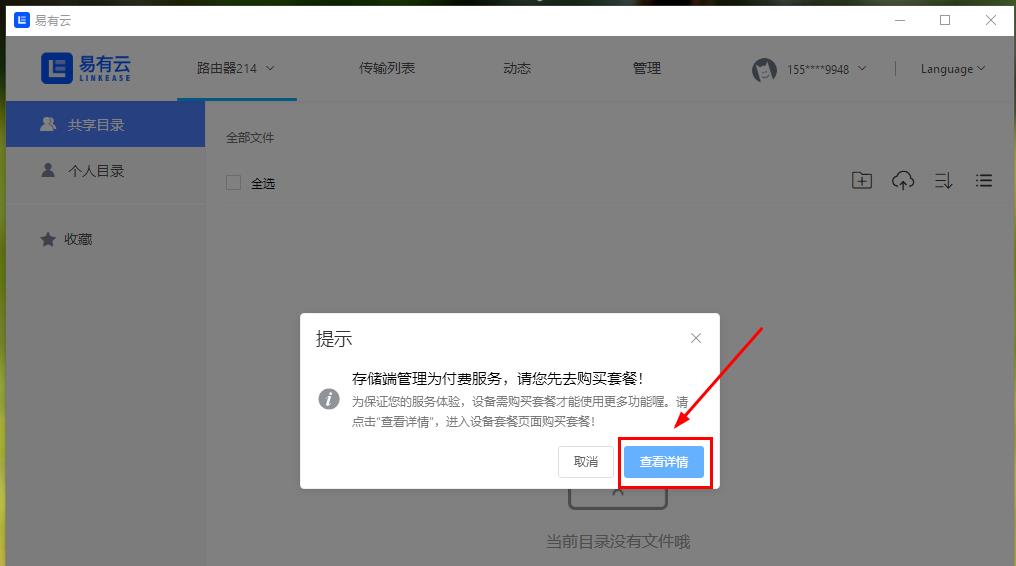 易有云
易有云
LINKEASE
路由器214
传输列表
动态
管理
155****9948
Language
共享目录
个人目录
收藏
全部文件
全选
提示
存储端管理为付费服务，请您先去购买套餐！
为保证您的服务体验，设备需购买套餐才能使用更多功能喔。请
点击“查看详情”，进入设备套餐页面购买套餐！
取消
查看详情
当前目录没有文件哦